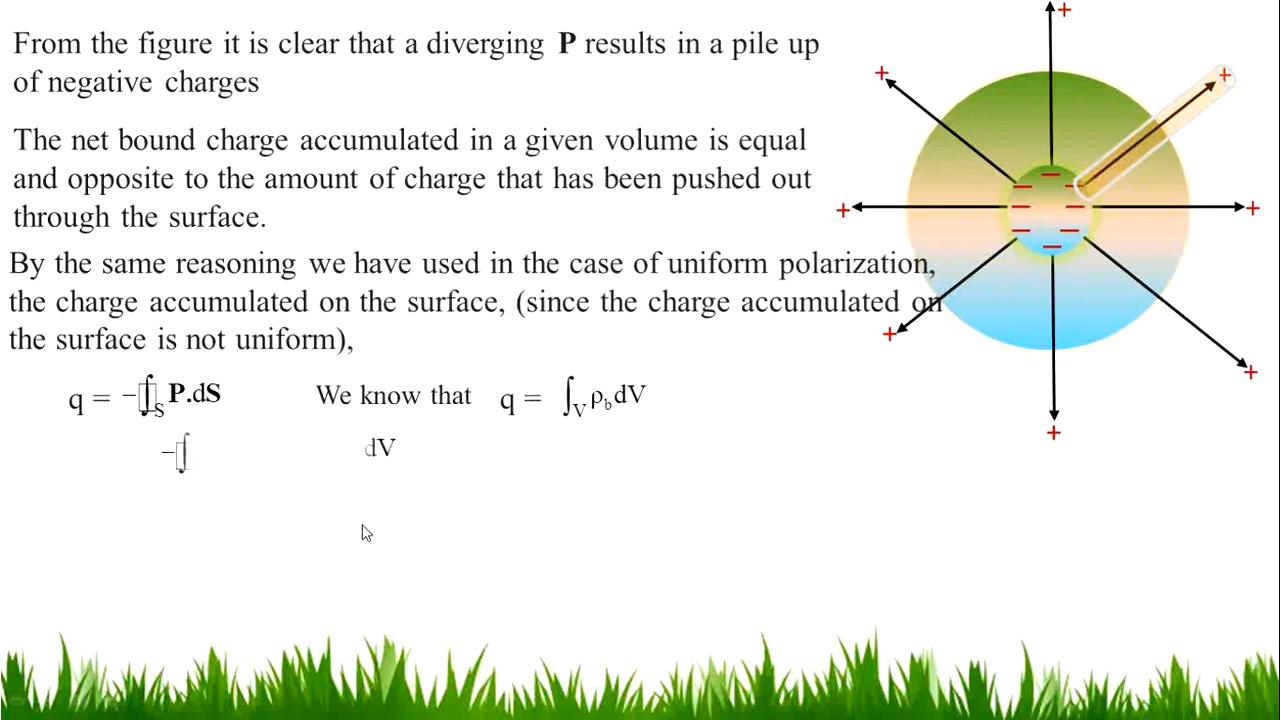 From the figure it is clear that a diverging P results in a pile up
of negative charges
The net bound charge accumulated in a given volume is equal
and opposite to the amount of charge that has been pushed out
through the surface.
By the same reasoning we have used in the case of uniform polarization,
the charge accumulated on the surface, (since the charge accumulated on
the surface is not uniform),
q = −∯_S P.dS We know that q = ∫_V ρ_b dV
−∫ dV